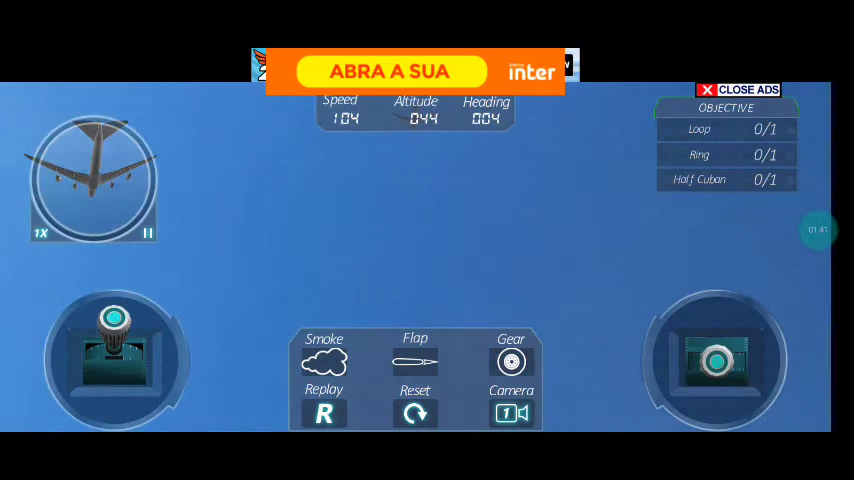 ABRA A SUA
inter
CLOSE ADS
Speed Altitude Heading
104 044 004
OBJECTIVE
Loop 0/1
Ring 0/1
Half Cuban 0/1
1X
01:41
Smoke Flap Gear
Replay Reset Camera
R 1